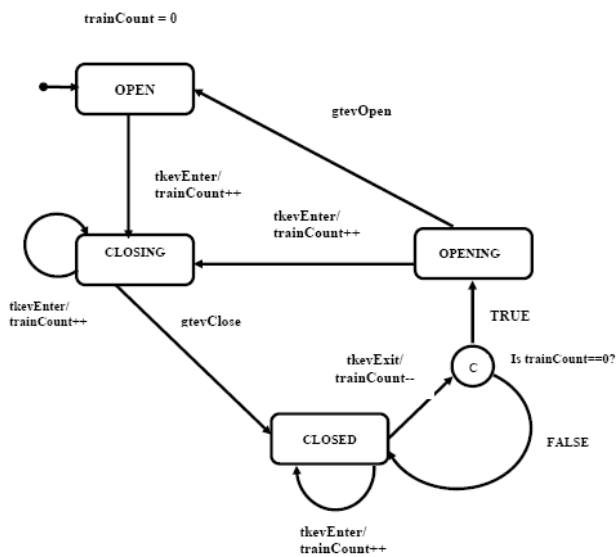 trainCount = 0
OPEN
gtevOpen
tkevEnter/
trainCount++
tkevEnter/
trainCount++
CLOSING
OPENING
tkevEnter/
trainCount++
gtevClose
TRUE
tkevExit/
trainCount--
C
Is trainCount==0?
CLOSED
FALSE
tkevEnter/
trainCount++